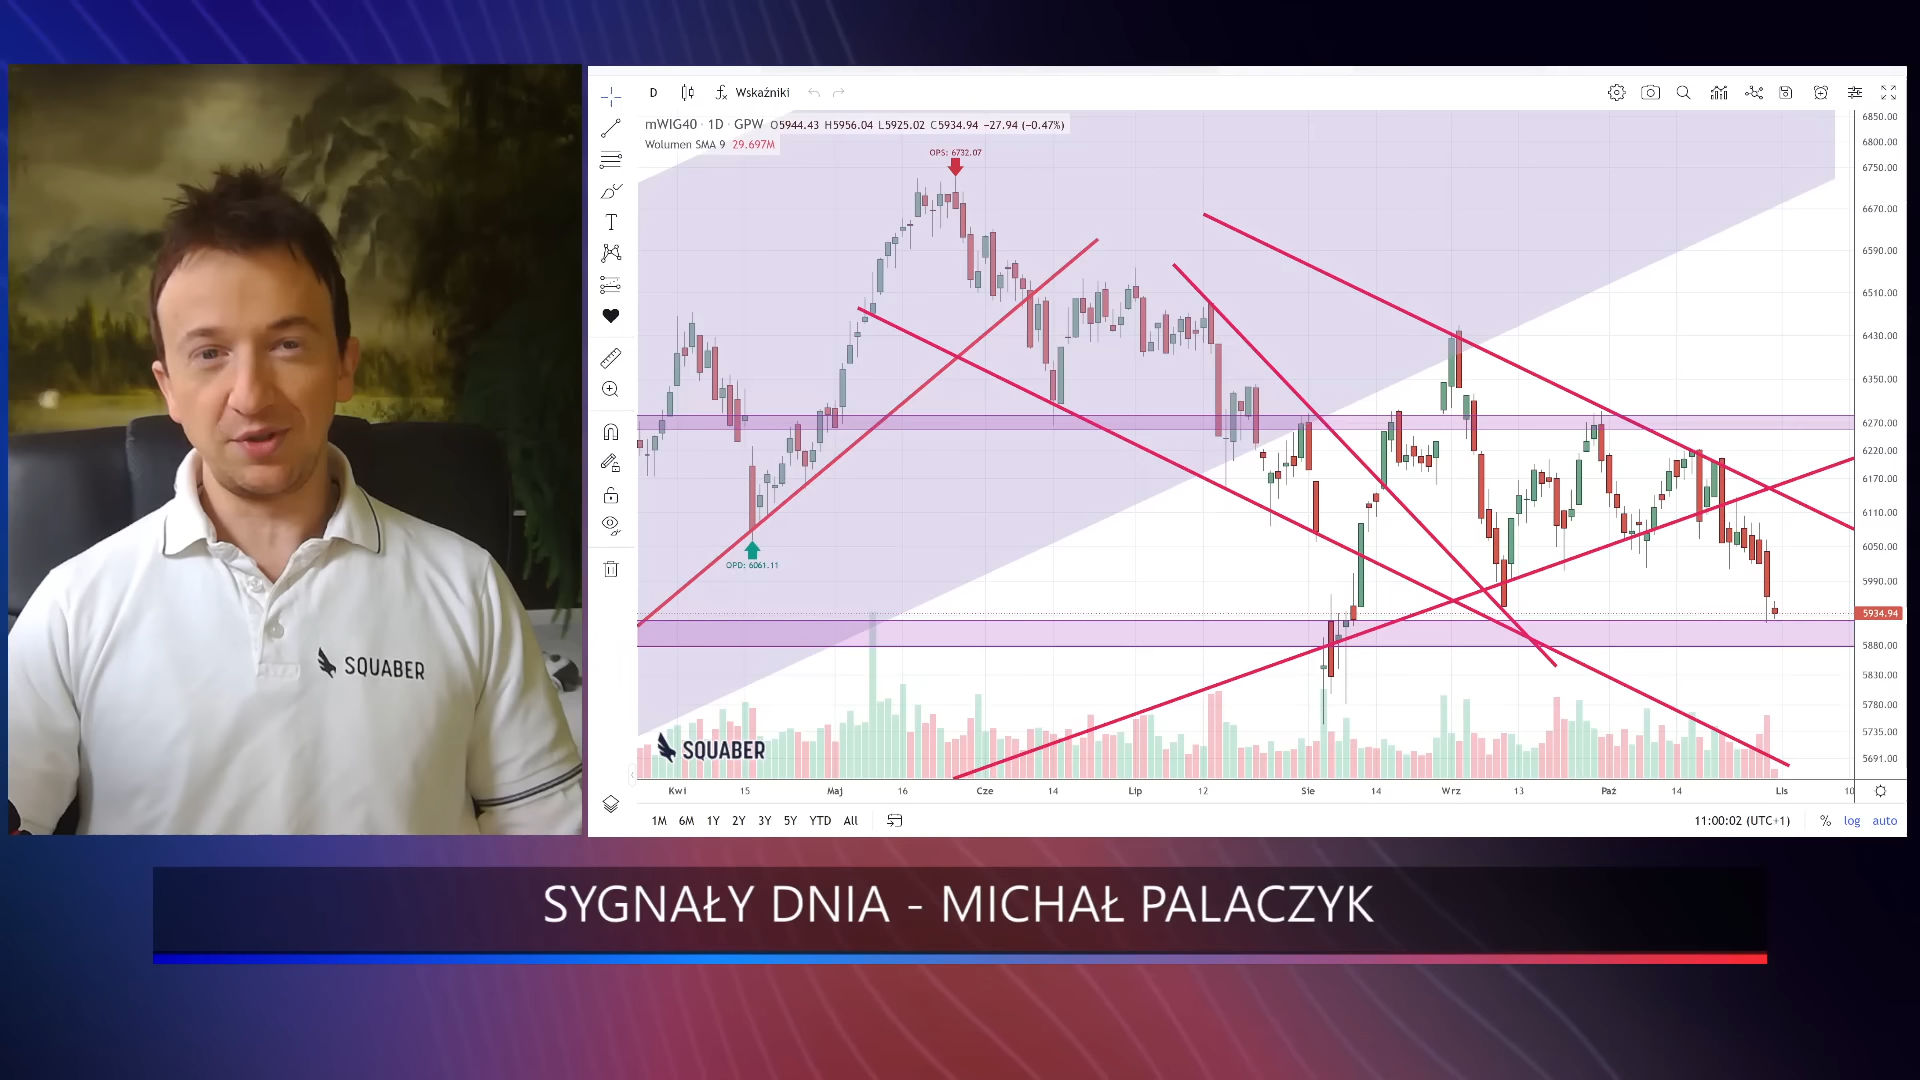 D Wskaźniki
mWIG40 · 1D · GPW O5944.43 H5956.04 L5925.02 C5934.94 −27.94 (−0.47%)
Wolumen SMA 9 29.697M
OPS: 6732.07
OPD: 6061.11
6850.00
6800.00
6750.00
6670.00
6590.00
6510.00
6430.00
6350.00
6270.00
6220.00
6170.00
6110.00
6050.00
5990.00
5934.94
5880.00
5830.00
5780.00
5735.00
5691.00
SQUABER
SQUABER
Kwi 15 Maj 16 Cze 14 Lip 12 Sie 14 Wrz 13 Paź 14 Lis 10
1M 6M 1Y 2Y 3Y 5Y YTD All 11:00:02 (UTC+1) % log auto
SYGNAŁY DNIA - MICHAŁ PALACZYK